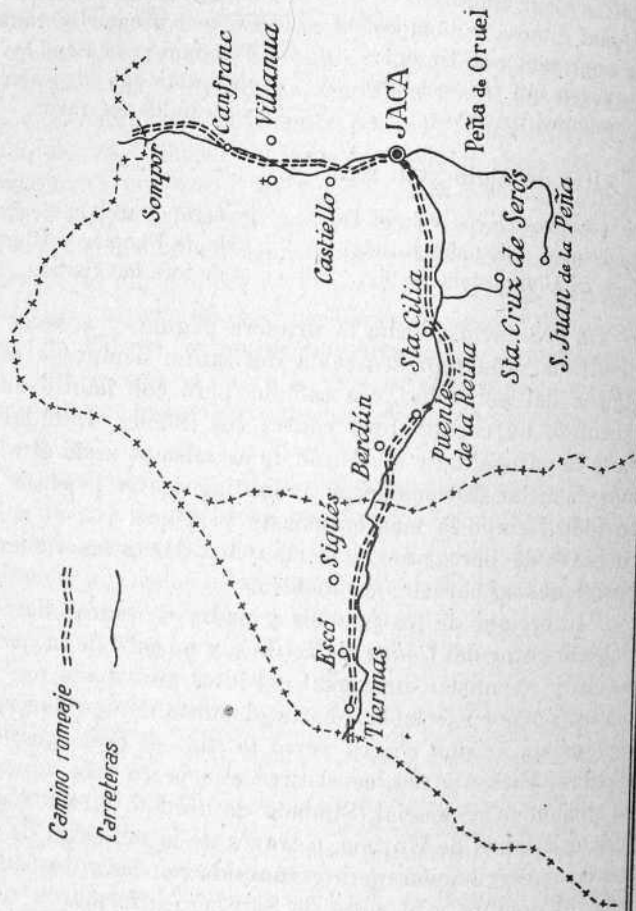 Camino romeaje
Carreteras
Sompor
Canfranc
Villanua
Castiello
JACA
Peña de Oruel
Sta. Cilia
Sta. Cruz de Serós
S. Juan de la Peña
Puente
de la Reina
Berdún
Sigüés
Escó
Tiermas